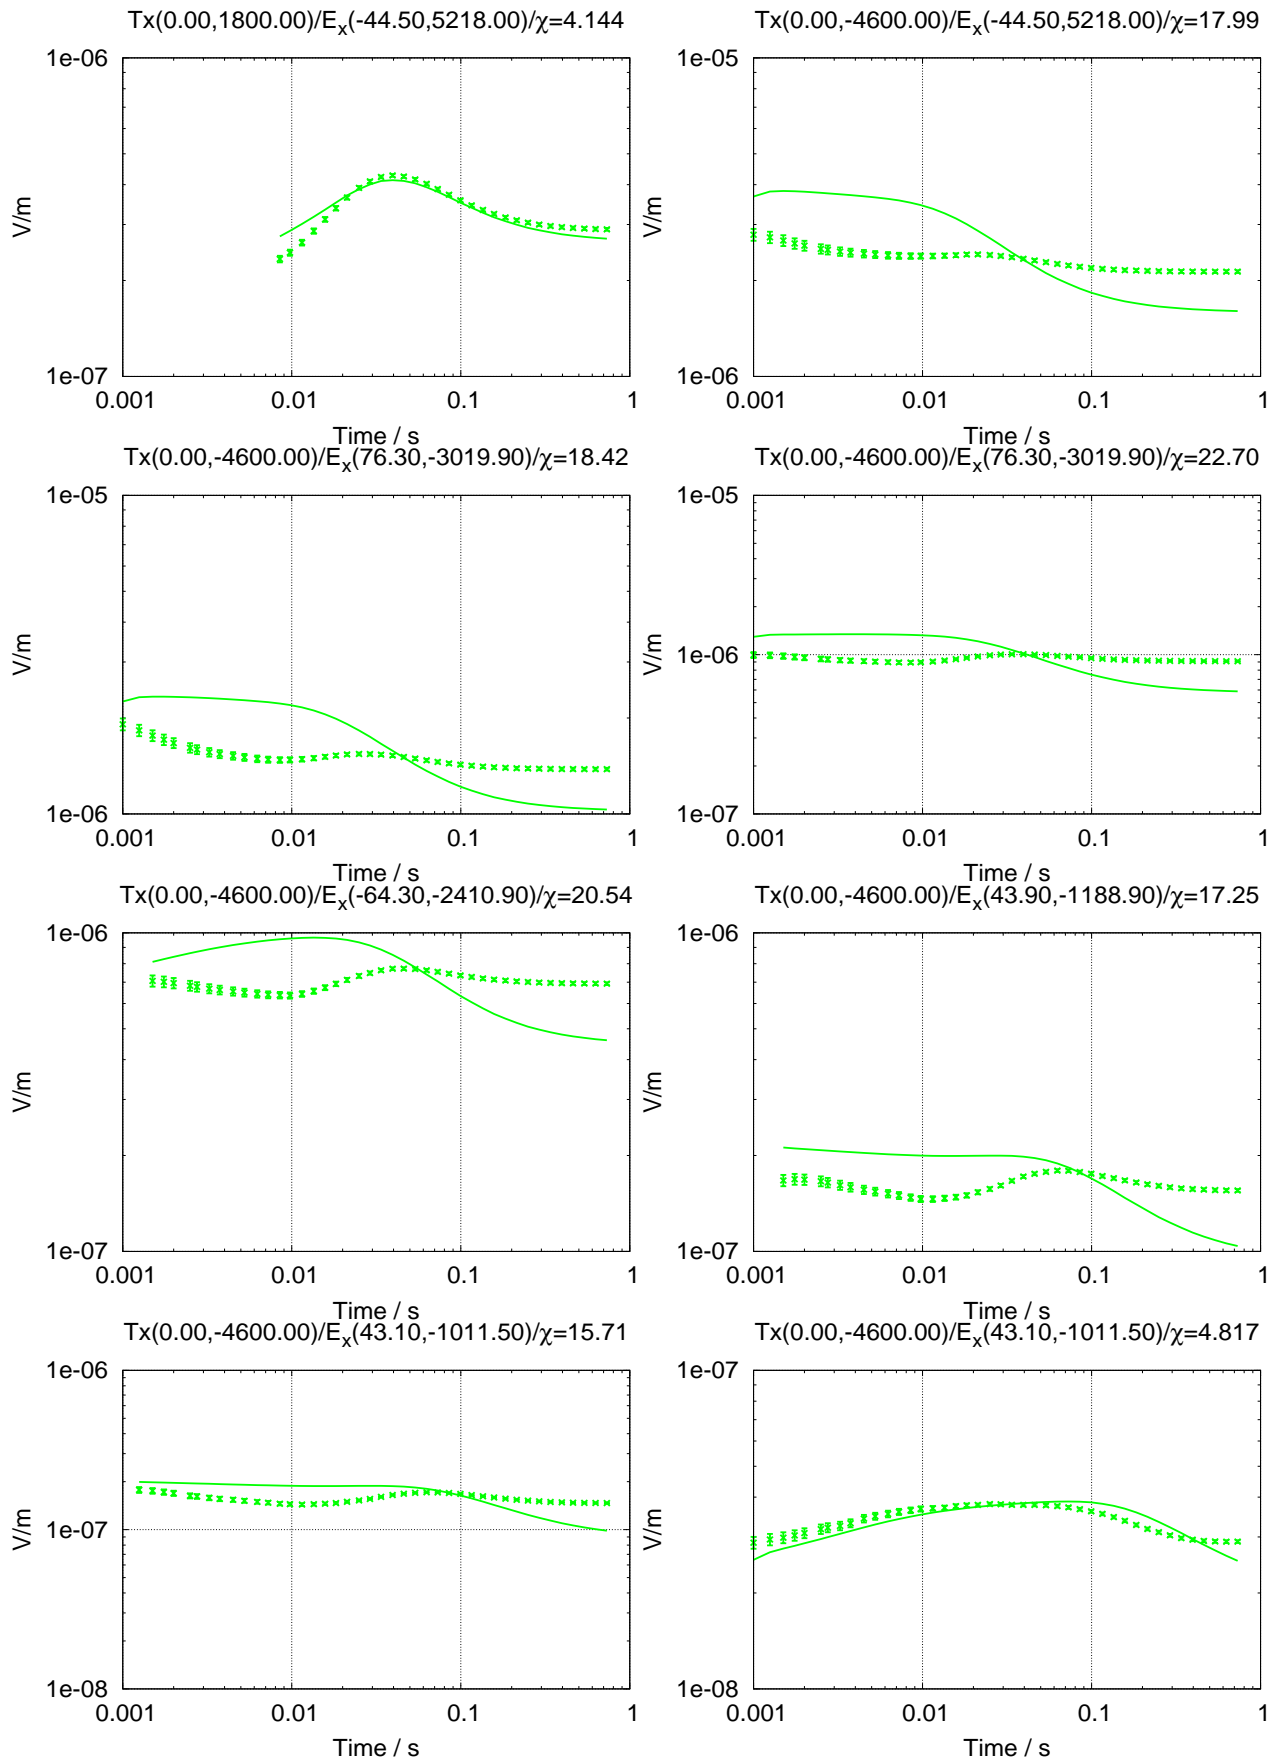 Tx(0.00,1800.00)/Ex(-44.50,5218.00)/χ=4.144
1e-06
V/m
1e-07
0.001 0.01 0.1 1
Time / s
Tx(0.00,-4600.00)/Ex(-44.50,5218.00)/χ=17.99
1e-05
V/m
1e-06
0.001 0.01 0.1 1
Time / s
Tx(0.00,-4600.00)/Ex(76.30,-3019.90)/χ=18.42
1e-05
V/m
1e-06
0.001 0.01 0.1 1
Time / s
Tx(0.00,-4600.00)/Ex(76.30,-3019.90)/χ=22.70
1e-05
V/m
1e-06
1e-07
0.001 0.01 0.1 1
Time / s
Tx(0.00,-4600.00)/Ex(-64.30,-2410.90)/χ=20.54
1e-06
V/m
1e-07
0.001 0.01 0.1 1
Time / s
Tx(0.00,-4600.00)/Ex(43.90,-1188.90)/χ=17.25
1e-06
V/m
1e-07
0.001 0.01 0.1 1
Time / s
Tx(0.00,-4600.00)/Ex(43.10,-1011.50)/χ=15.71
1e-06
V/m
1e-07
1e-08
0.001 0.01 0.1 1
Time / s
Tx(0.00,-4600.00)/Ex(43.10,-1011.50)/χ=4.817
1e-07
V/m
1e-08
0.001 0.01 0.1 1
Time / s